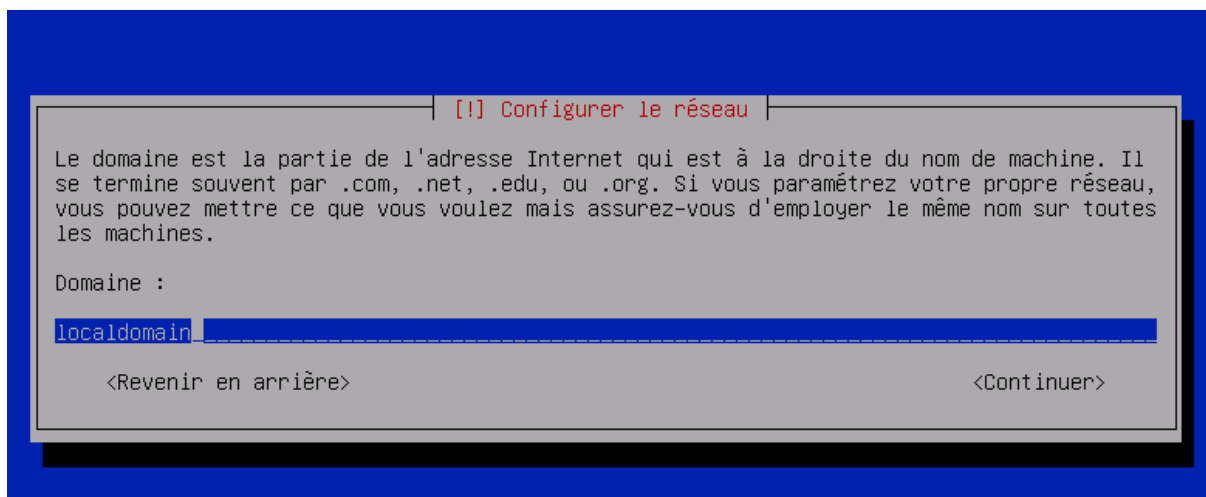 [!] Configurer le réseau
Le domaine est la partie de l'adresse Internet qui est à la droite du nom de machine. Il
se termine souvent par .com, .net, .edu, ou .org. Si vous paramétrez votre propre réseau,
vous pouvez mettre ce que vous voulez mais assurez-vous d'employer le même nom sur toutes
les machines.
Domaine :
localdomain
<Revenir en arrière> <Continuer>